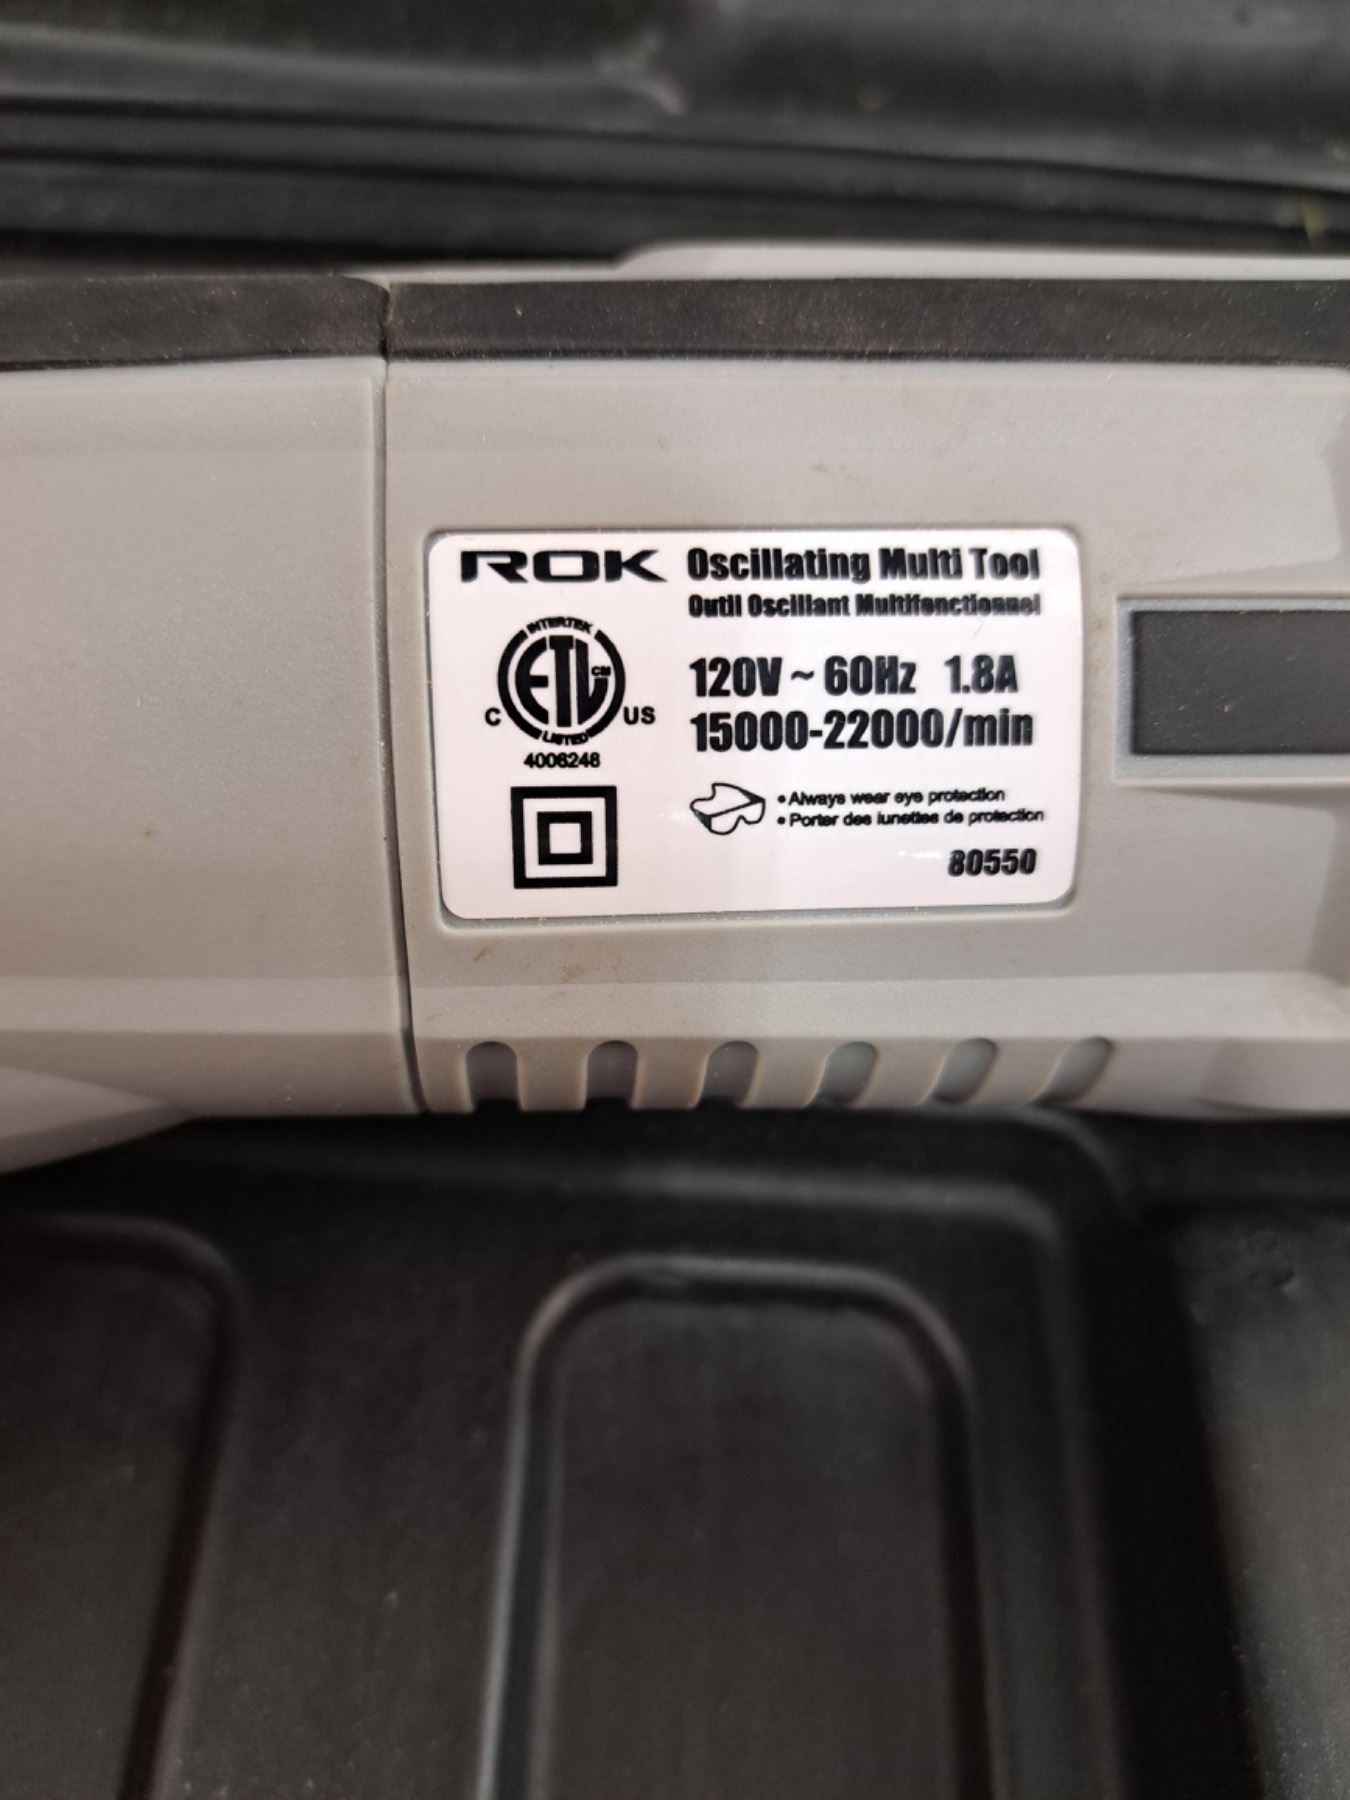 ROK Oscillating Multi Tool
Outil Oscillant Multifonctionnel
INTERTEK
ETL CM
C US
LISTED
4006248
120V ~ 60Hz 1.8A
15000-22000/min
• Always wear eye protection
• Porter des lunettes de protection
80550